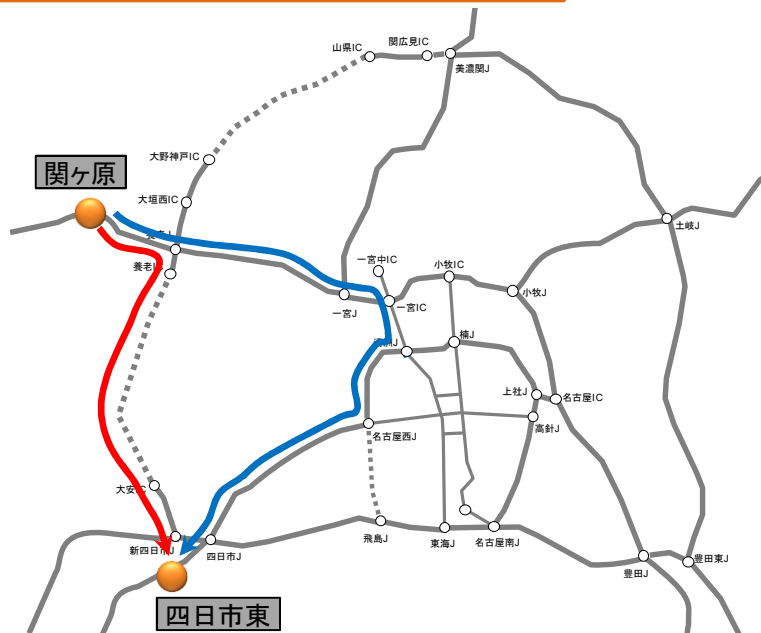 山県IC
関広見IC
美濃関J
大野神戸IC
関ヶ原
大垣西IC
土岐J
養老IC
一宮中IC
小牧IC
小牧J
一宮J
一宮IC
楠J
上社J
名古屋IC
高針J
名古屋西J
大安IC
新四日市J
四日市J
飛島J
東海J
名古屋南J
豊田J
豊田東J
四日市東